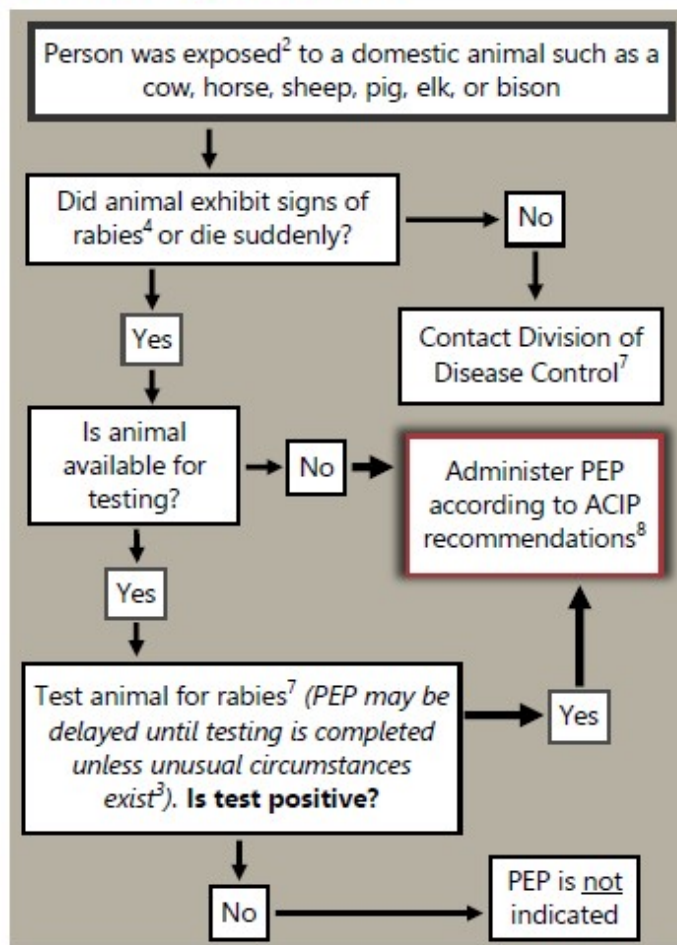 Person was exposed² to a domestic animal such as a
cow, horse, sheep, pig, elk, or bison
Did animal exhibit signs of
rabies⁴ or die suddenly?
No
Yes
Contact Division of
Disease Control⁷
Is animal
available for
testing?
No
Administer PEP
according to ACIP
recommendations⁸
Yes
Test animal for rabies⁷ (PEP may be
delayed until testing is completed
unless unusual circumstances
exist³). Is test positive?
Yes
No
PEP is not
indicated